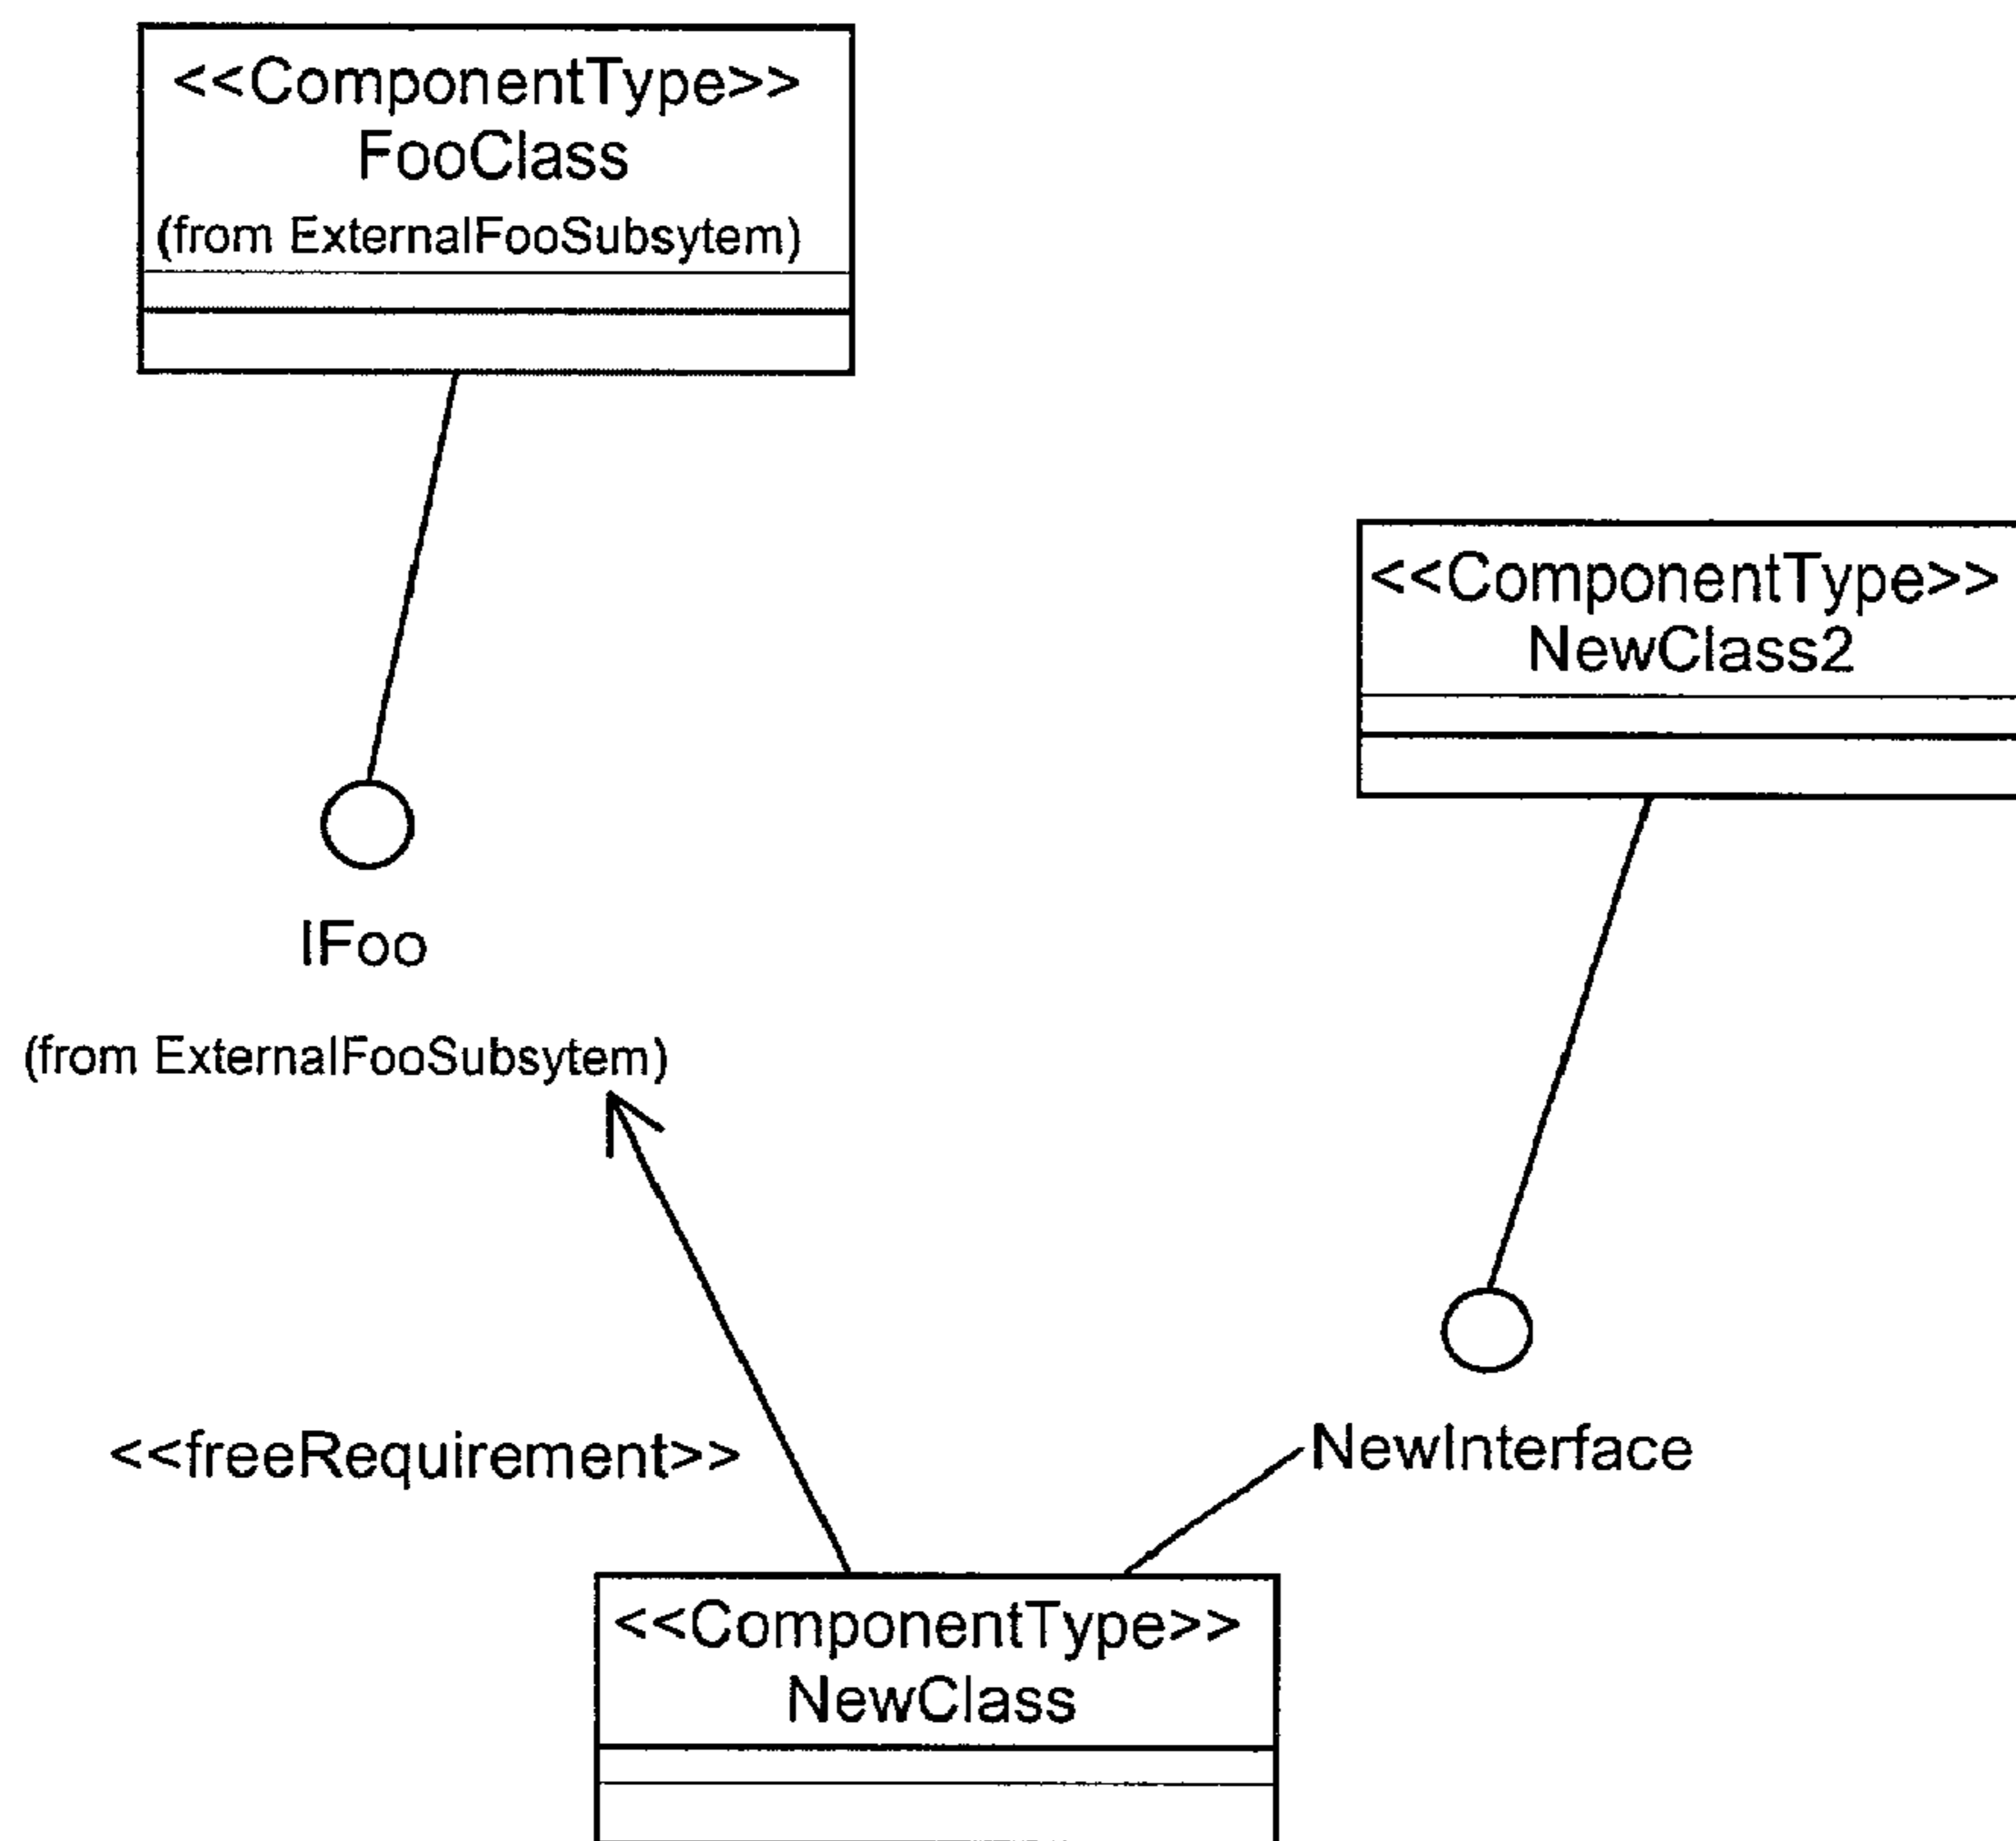 <<ComponentType>>
FooClass
(from ExternalFooSubsytem)
<<ComponentType>>
NewClass2
IFoo
(from ExternalFooSubsytem)
<<freeRequirement>>
NewInterface
<<ComponentType>>
NewClass